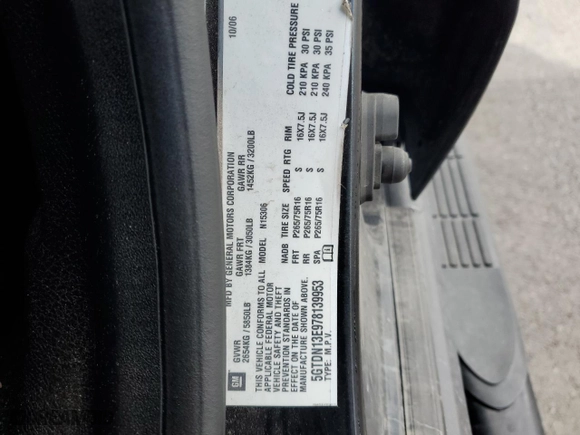 MFD BY GENERAL MOTORS CORPORATION 10/06
GVWR GAWR FRT GAWR RR
2654KG / 5850LB 1384KG / 3050LB 1452KG / 3200LB
THIS VEHICLE CONFORMS TO ALL MODEL N15306
APPLICABLE FEDERAL MOTOR
VEHICLE SAFETY AND THEFT
PREVENTION STANDARDS IN
EFFECT ON THE DATE OF
MANUFACTURE SHOWN ABOVE.
5GTDN13E978139953
TYPE: M.P.V.
NADB TIRE SIZE SPEED RTG RIM COLD TIRE PRESSURE
FRT P265/75R16 S 16X7.5J 210 KPA 30 PSI
RR P265/75R16 S 16X7.5J 210 KPA 30 PSI
SPA P265/75R16 S 16X7.5J 240 KPA 35 PSI
GM